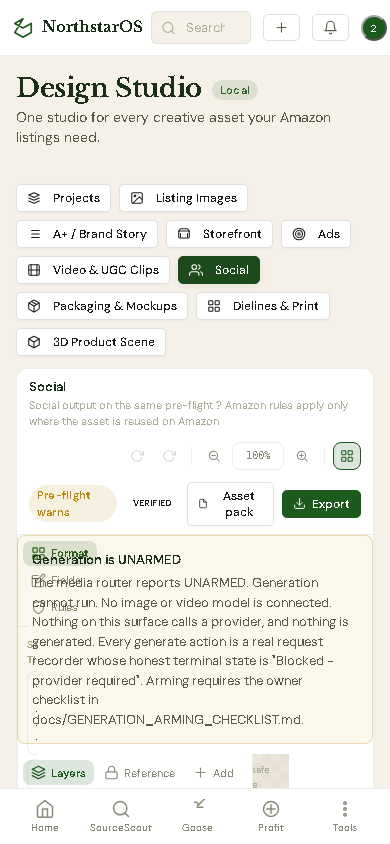 NorthstarOS
Search
2
Design Studio
Local
One studio for every creative asset your Amazon
listings need.
Projects
Listing Images
A+ / Brand Story
Storefront
Ads
Video & UGC Clips
Social
Packaging & Mockups
Dielines & Print
3D Product Scene
Social
Social output on the same pre-flight ? Amazon rules apply only
where the asset is reused on Amazon
100%
Pre-flight
warns
VERIFIED
Asset
pack
Export
Format
Fields
Rules
Generation is UNARMED
The media router reports UNARMED. Generation
cannot run. No image or video model is connected.
Nothing on this surface calls a provider, and nothing is
generated. Every generate action is a real request
recorder whose honest terminal state is "Blocked -
provider required". Arming requires the owner
checklist in
docs/GENERATION_ARMING_CHECKLIST.md.
Layers
Reference
Add
safe
Home
SourceScout
Goose
Profit
Tools